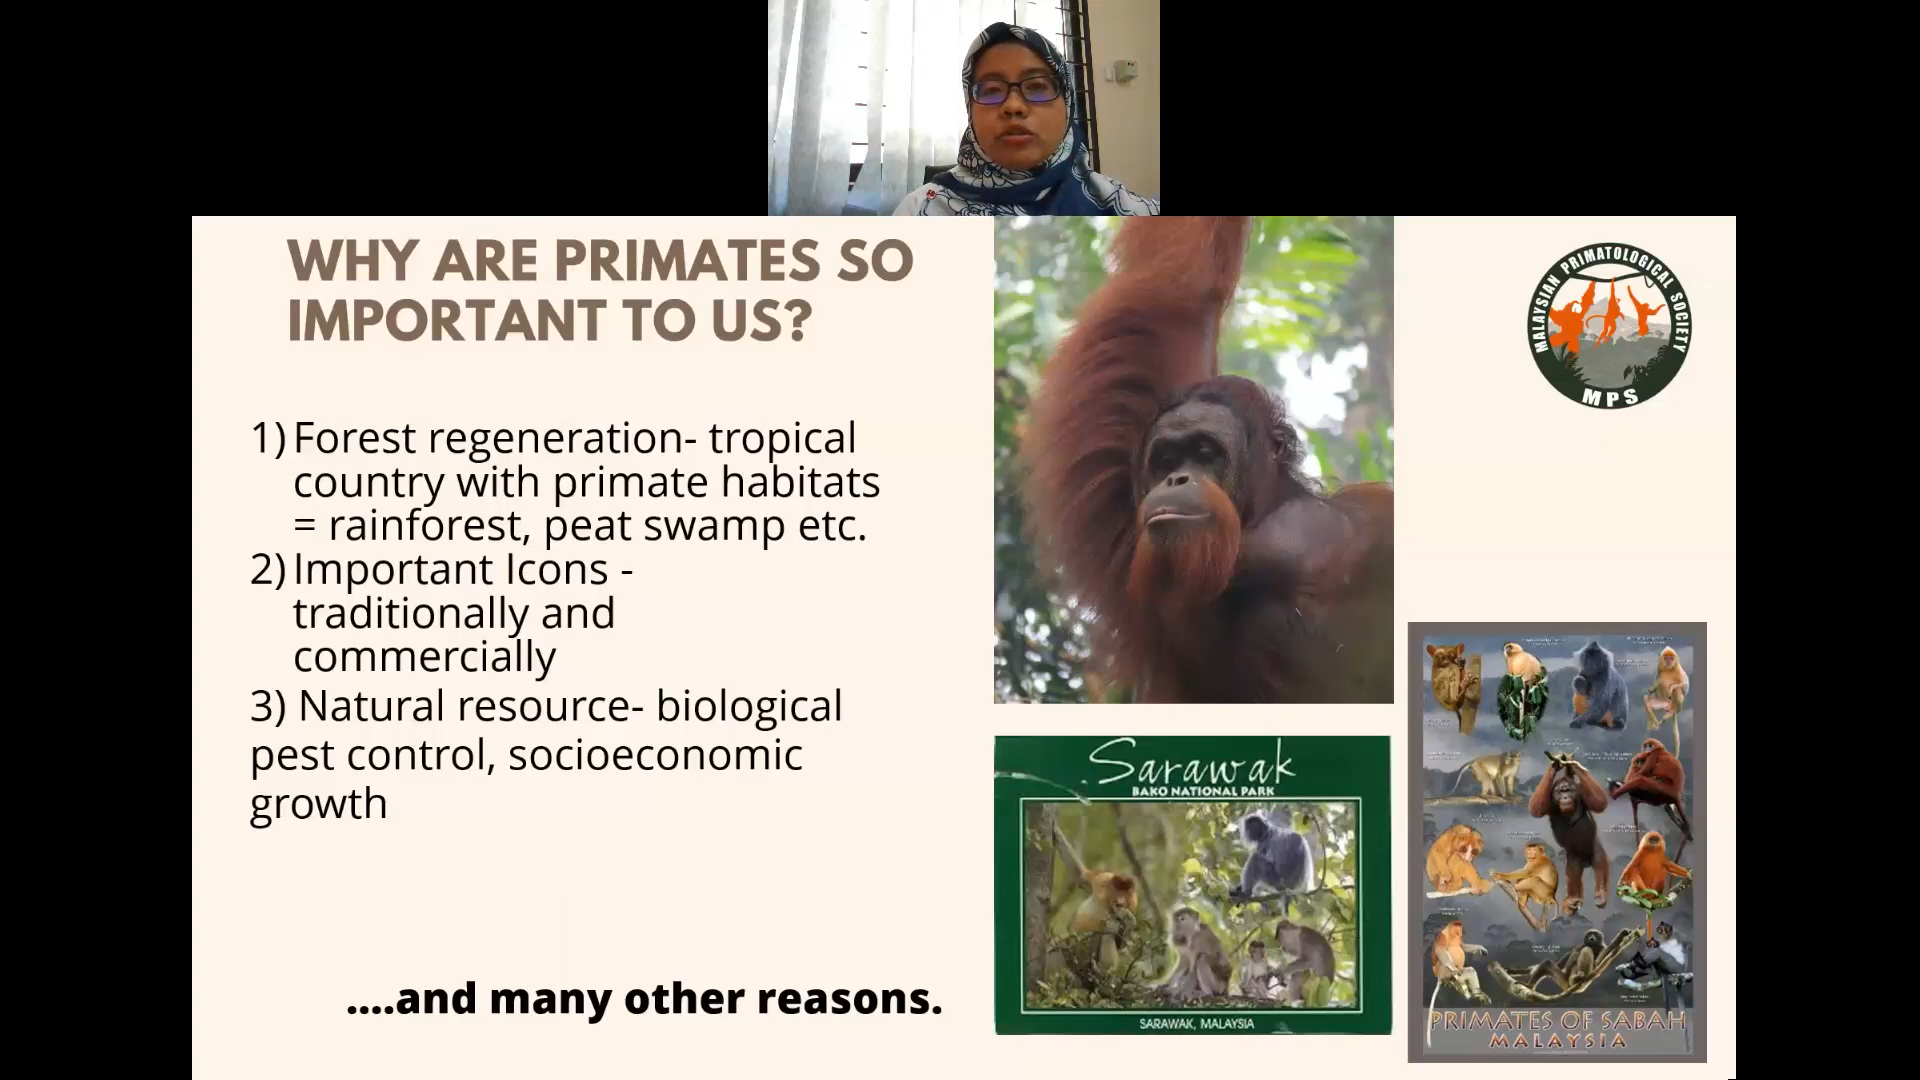 WHY ARE PRIMATES SO
IMPORTANT TO US?
1) Forest regeneration- tropical
country with primate habitats
= rainforest, peat swamp etc.
2) Important Icons -
traditionally and
commercially
3) Natural resource- biological
pest control, socioeconomic
growth
....and many other reasons.
MALAYSIAN PRIMATOLOGICAL SOCIETY
MPS
Sarawak
BAKO NATIONAL PARK
SARAWAK, MALAYSIA
PRIMATES OF SABAH
MALAYSIA